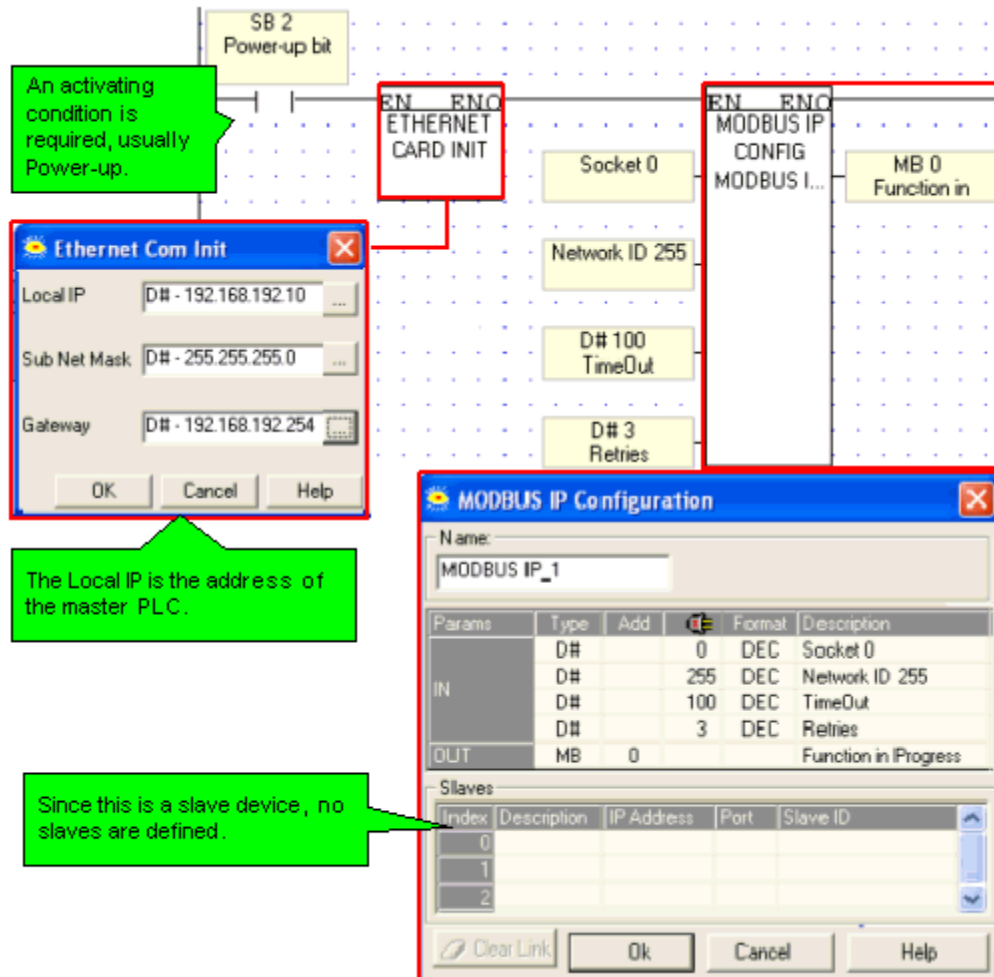 SB 2
Power-up bit
An activating
condition is
required, usually
Power-up.
EN ENO
ETHERNET
CARD INIT
EN ENO
MODBUS IP
CONFIG
MODBUS I...
Socket 0
MB 0
Function in
Network ID 255
D# 100
TimeOut
D# 3
Retries
Ethernet Com Init
Local IP D# - 192.168.192.10 ...
Sub Net Mask D# - 255.255.255.0 ...
Gateway D# - 192.168.192.254 ...
OK Cancel Help
The Local IP is the address of
the master PLC.
MODBUS IP Configuration
Name:
MODBUS IP_1
Params Type Add Format Description
IN
D# 0 DEC Socket 0
D# 255 DEC Network ID 255
D# 100 DEC TimeOut
D# 3 DEC Retries
OUT MB 0 Function in Progress
Since this is a slave device, no
slaves are defined.
Slaves
Index Description IP Address Port Slave ID
0
1
2
Clear Link Ok Cancel Help